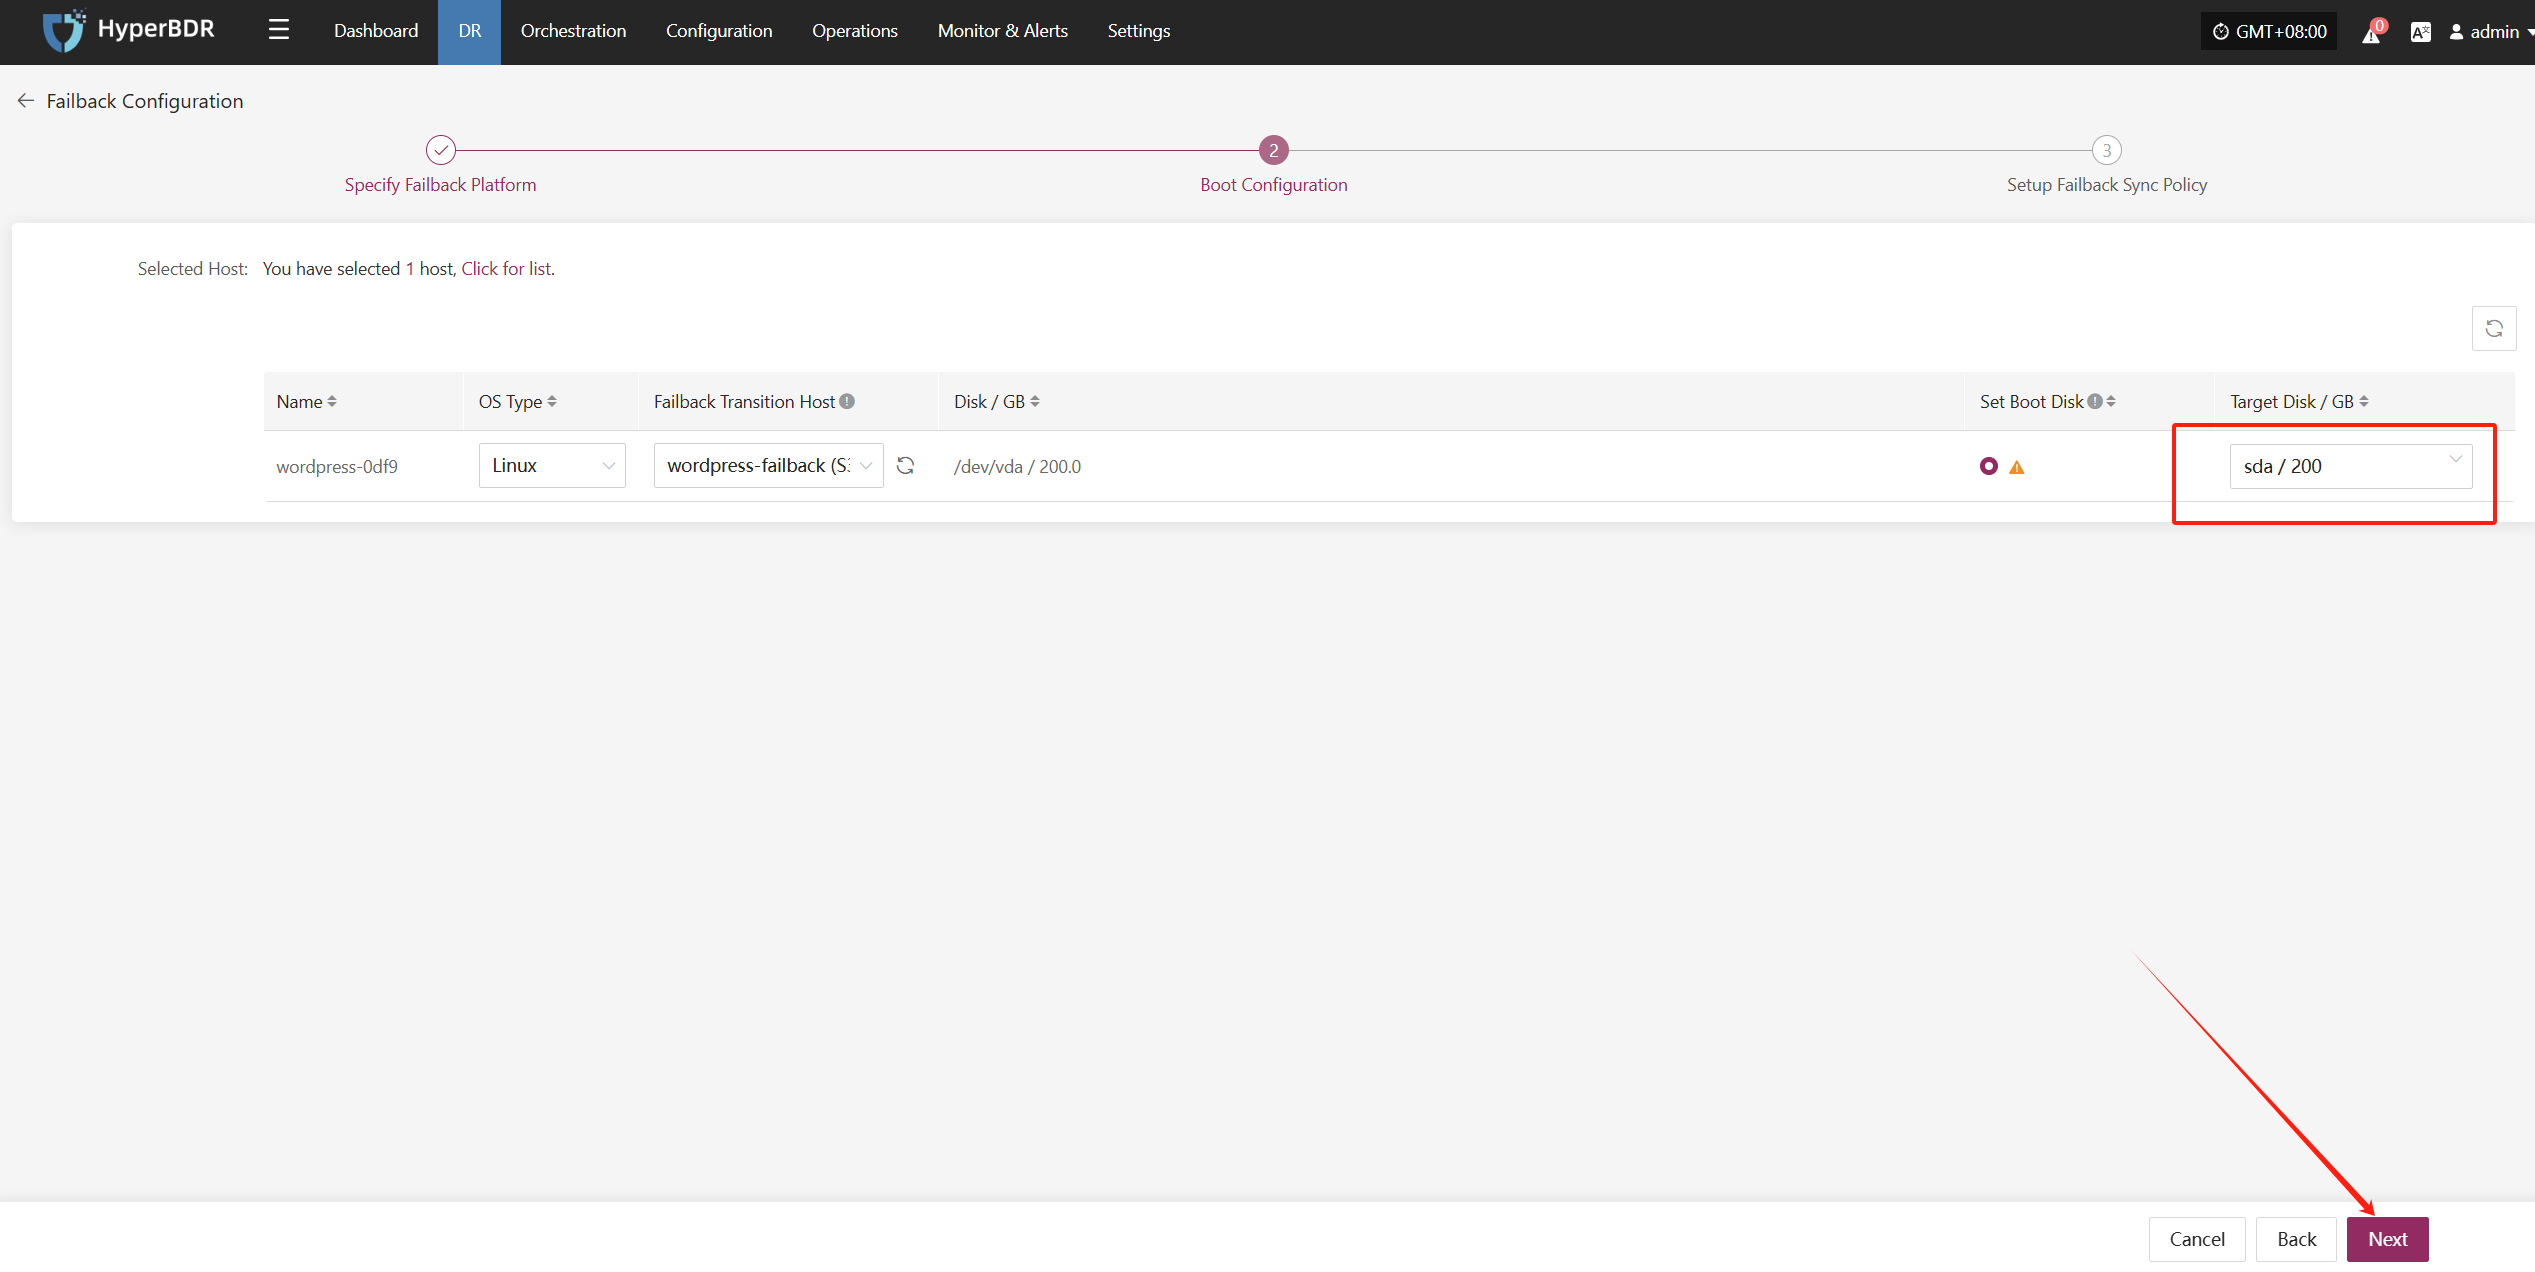 HyperBDR Dashboard DR Orchestration Configuration Operations Monitor & Alerts Settings GMT+08:00 0 admin
Failback Configuration
2 3
Specify Failback Platform Boot Configuration Setup Failback Sync Policy
Selected Host: You have selected 1 host, Click for list.
Name OS Type Failback Transition Host Disk / GB Set Boot Disk Target Disk / GB
wordpress-0df9 Linux wordpress-failback (S /dev/vda / 200.0 sda / 200
Cancel Back Next